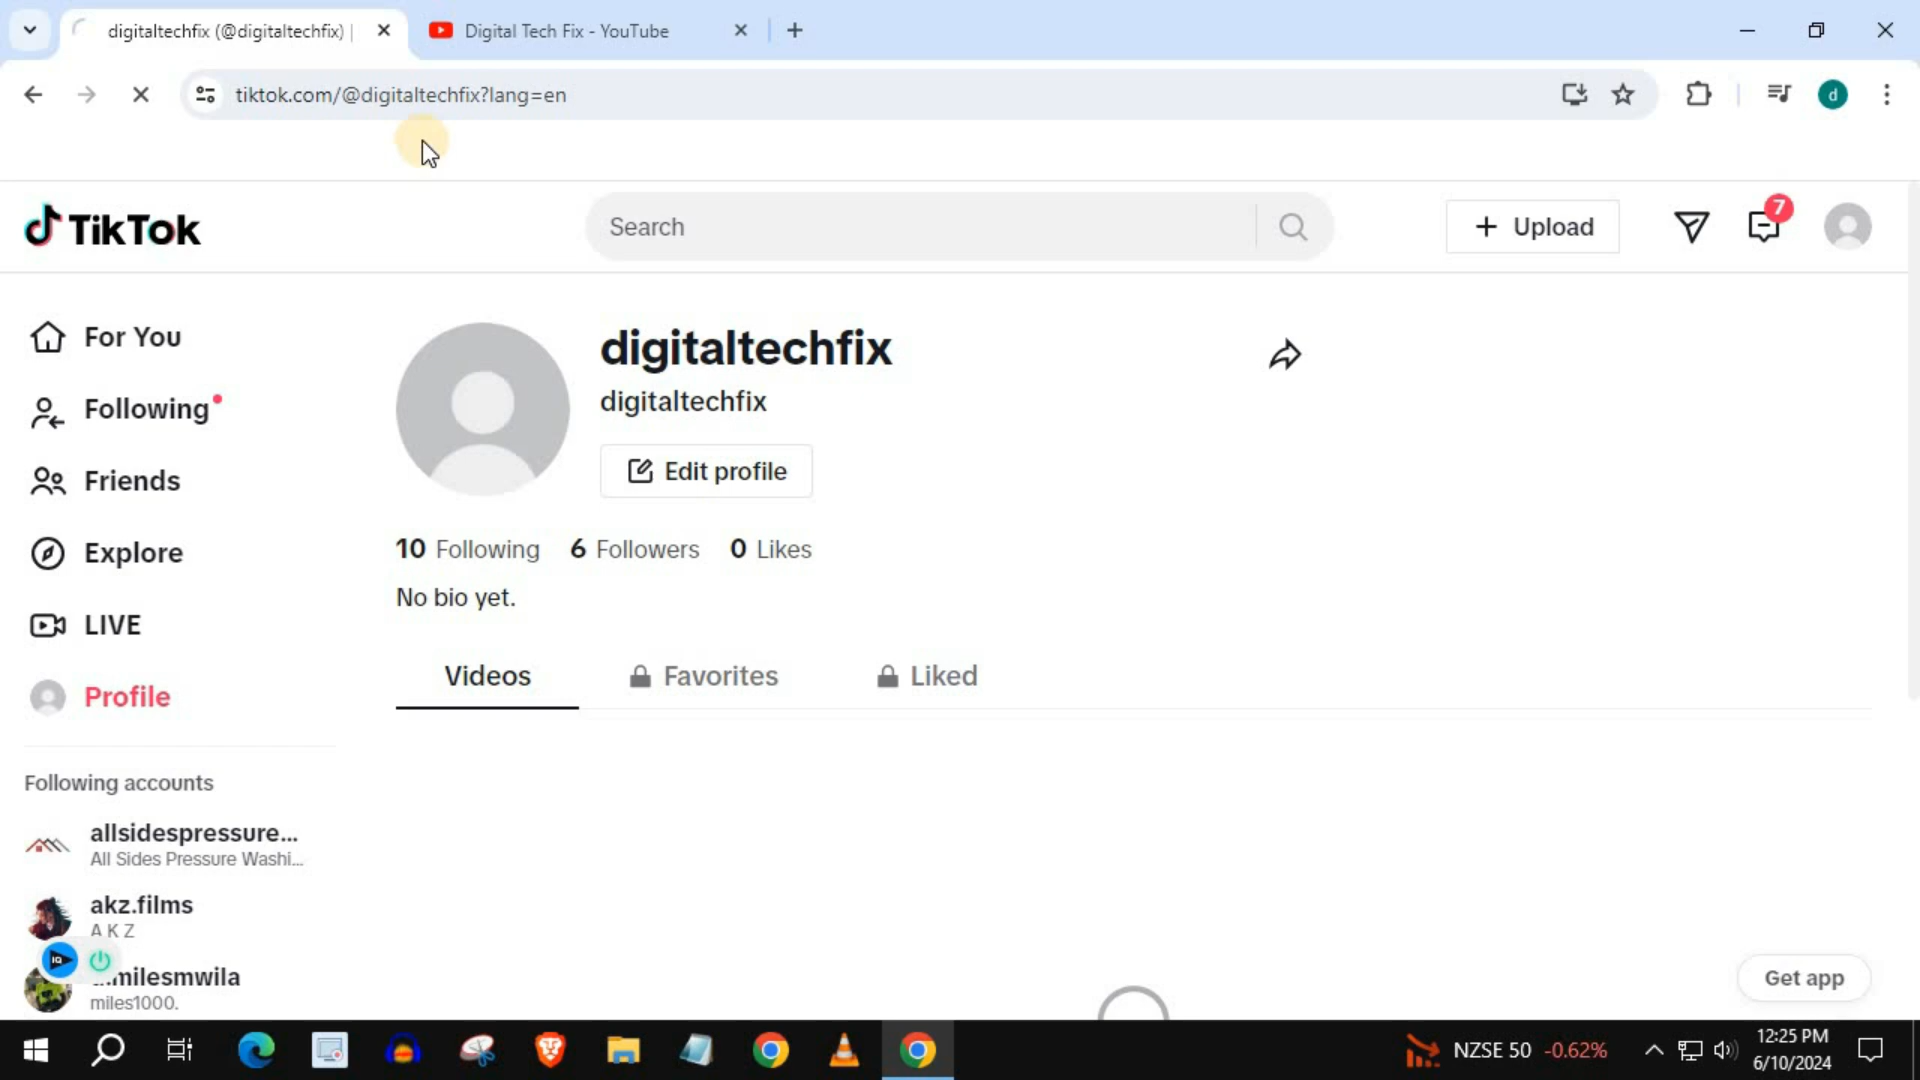 digitaltechfix (@digitaltechfix) |
Digital Tech Fix - YouTube
tiktok.com/@digitaltechfix?lang=en
d
TikTok
Search
Upload
7
For You
Following
Friends
Explore
LIVE
Profile
digitaltechfix
digitaltechfix
Edit profile
10 Following 6 Followers 0 Likes
No bio yet.
Videos
Favorites
Liked
Following accounts
allsidespressure...
All Sides Pressure Washi...
akz.films
A K Z
IQ
milesmwila
miles1000.
Get app
NZSE 50 -0.62%
12:25 PM
6/10/2024